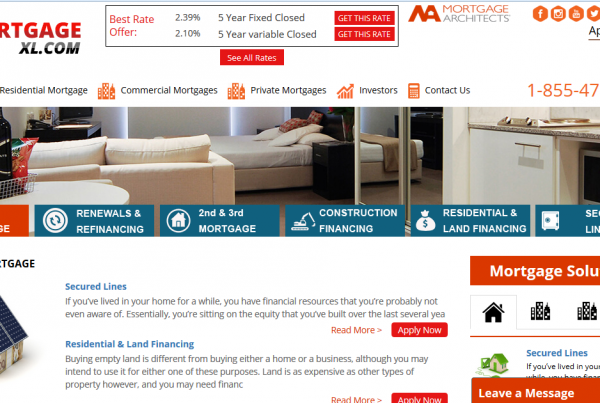 RTGAGE
XL.COM
Best Rate
Offer:
2.39% 5 Year Fixed Closed GET THIS RATE
2.10% 5 Year variable Closed GET THIS RATE
See All Rates
MORTGAGE
ARCHITECTS
Ap
Residential Mortgage Commercial Mortgages Private Mortgages Investors Contact Us
1-855-47
GE
RENEWALS &
REFINANCING
2nd & 3rd
MORTGAGE
CONSTRUCTION
FINANCING
RESIDENTIAL &
LAND FINANCING
SE
LIN
RTGAGE
Secured Lines
If you've lived in your home for a while, you have financial resources that you're probably not
even aware of. Essentially, you're sitting on the equity that you've built over the last several yea
Read More > Apply Now
Residential & Land Financing
Buying empty land is different from buying either a home or a business, although you may
intend to use it for either one of these purposes. Land is as expensive as other types of
property however, and you may need financ
Read More > Apply Now
Mortgage Solu
Secured Lines
If you've lived in your
Leave a Message